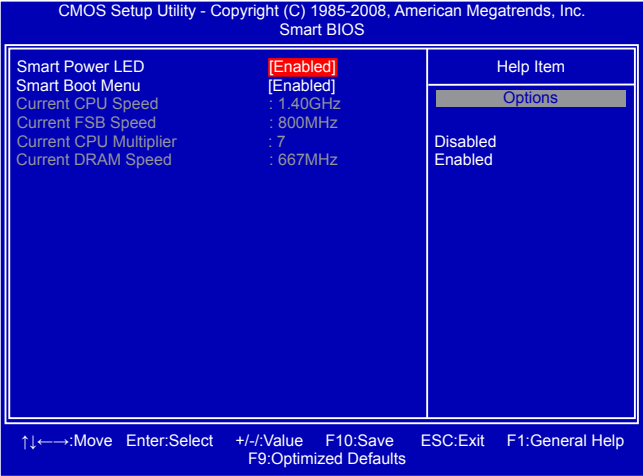 CMOS Setup Utility - Copyright (C) 1985-2008, American Megatrends, Inc.
Smart BIOS
Smart Power LED [Enabled]
Smart Boot Menu [Enabled]
Current CPU Speed : 1.40GHz
Current FSB Speed : 800MHz
Current CPU Multiplier : 7
Current DRAM Speed : 667MHz
Help Item
Options
Disabled
Enabled
↑↓←→:Move Enter:Select +/-/:Value F10:Save ESC:Exit F1:General Help
F9:Optimized Defaults